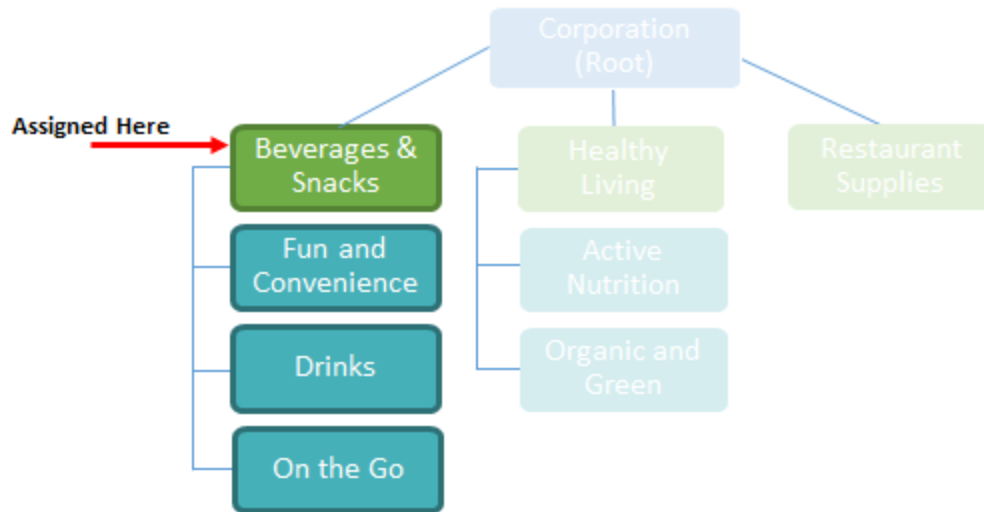 Corporation
(Root)
Assigned Here
Beverages &
Snacks
Healthy
Living
Restaurant
Supplies
Fun and
Convenience
Active
Nutrition
Drinks
Organic and
Green
On the Go